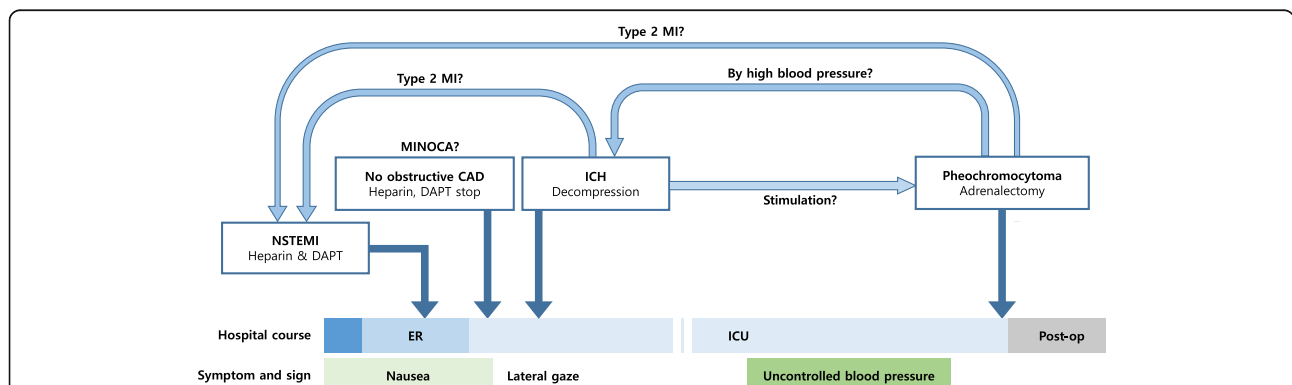 Type 2 MI?
By high blood pressure?
Type 2 MI?
MINOCA?
No obstructive CAD
Heparin, DAPT stop
ICH
Decompression
Pheochromocytoma
Adrenalectomy
Stimulation?
NSTEMI
Heparin & DAPT
Hospital course
ER
ICU
Post-op
Symptom and sign
Nausea
Lateral gaze
Uncontrolled blood pressure